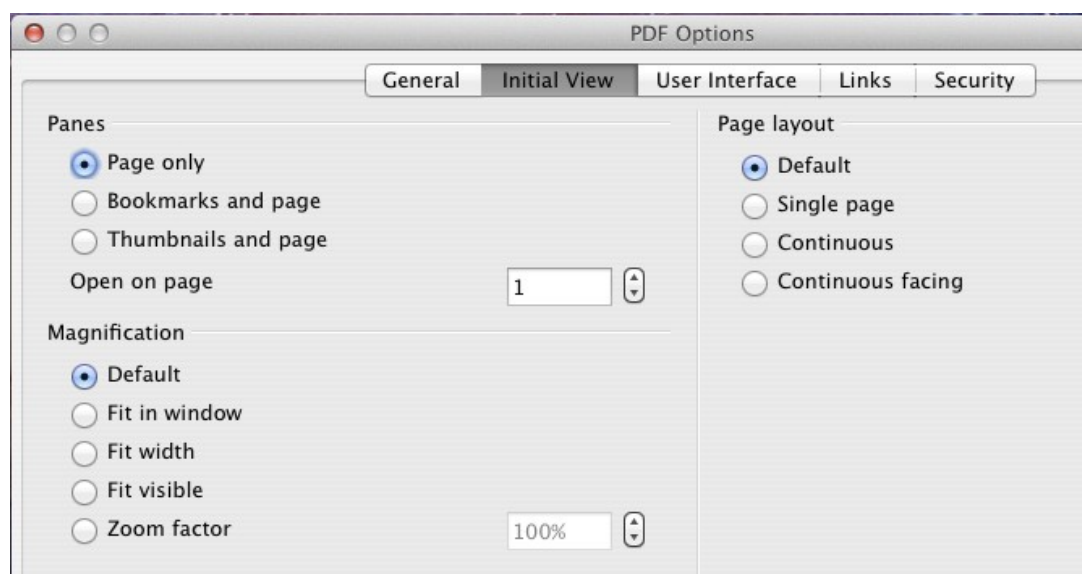 PDF Options
General Initial View User Interface Links Security
Panes
Page only
Bookmarks and page
Thumbnails and page
Open on page 1
Magnification
Default
Fit in window
Fit width
Fit visible
Zoom factor 100%
Page layout
Default
Single page
Continuous
Continuous facing